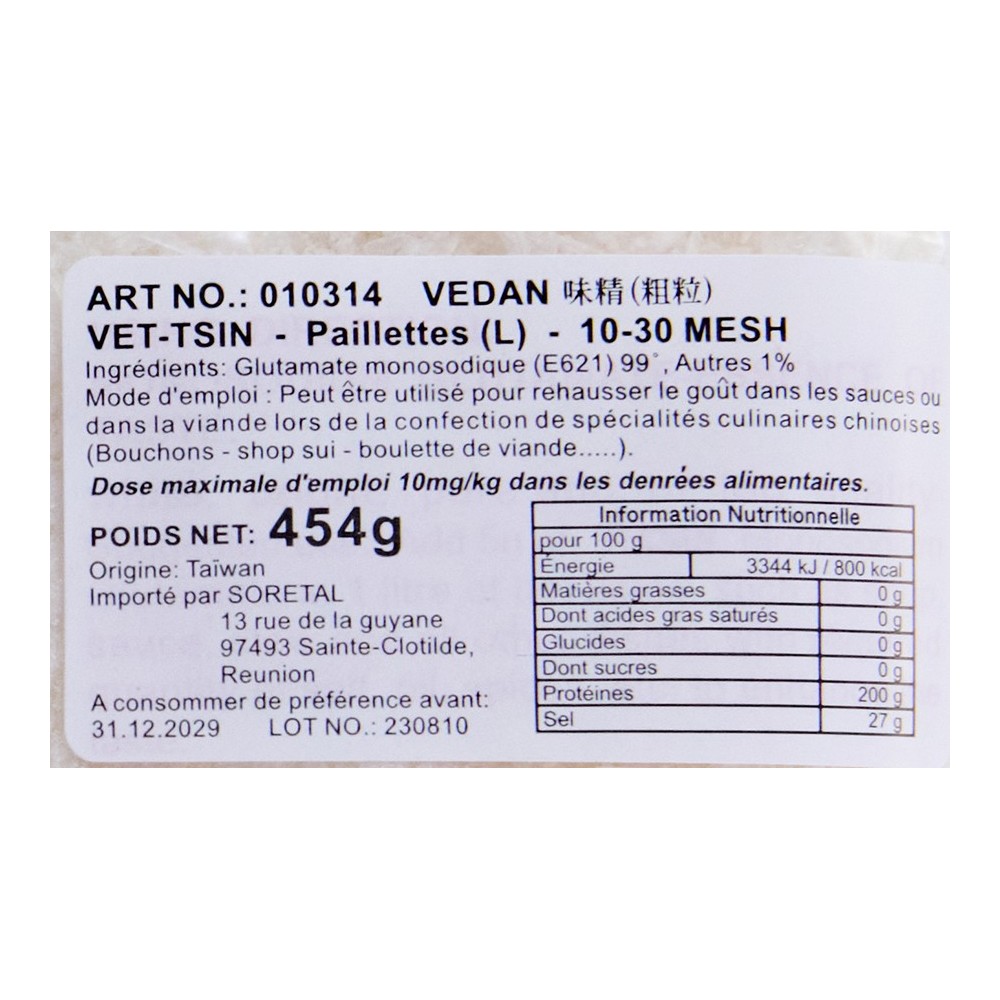 ART NO.: 010314 VEDAN 味精(粗粒)
VET-TSIN - Paillettes (L) - 10-30 MESH
Ingrédients: Glutamate monosodique (E621) 99°, Autres 1%
Mode d'emploi : Peut être utilisé pour rehausser le goût dans les sauces ou
dans la viande lors de la confection de spécialités culinaires chinoises
(Bouchons - shop sui - boulette de viande.....).
Dose maximale d'emploi 10mg/kg dans les denrées alimentaires.
POIDS NET: 454g
Origine: Taïwan
Importé par SORETAL
13 rue de la guyane
97493 Sainte-Clotilde,
Reunion
A consommer de préférence avant:
31.12.2029 LOT NO.: 230810
Information Nutritionnelle
pour 100 g
Énergie 3344 kJ / 800 kcal
Matières grasses 0 g
Dont acides gras saturés 0 g
Glucides 0 g
Dont sucres 0 g
Protéines 200 g
Sel 27 g